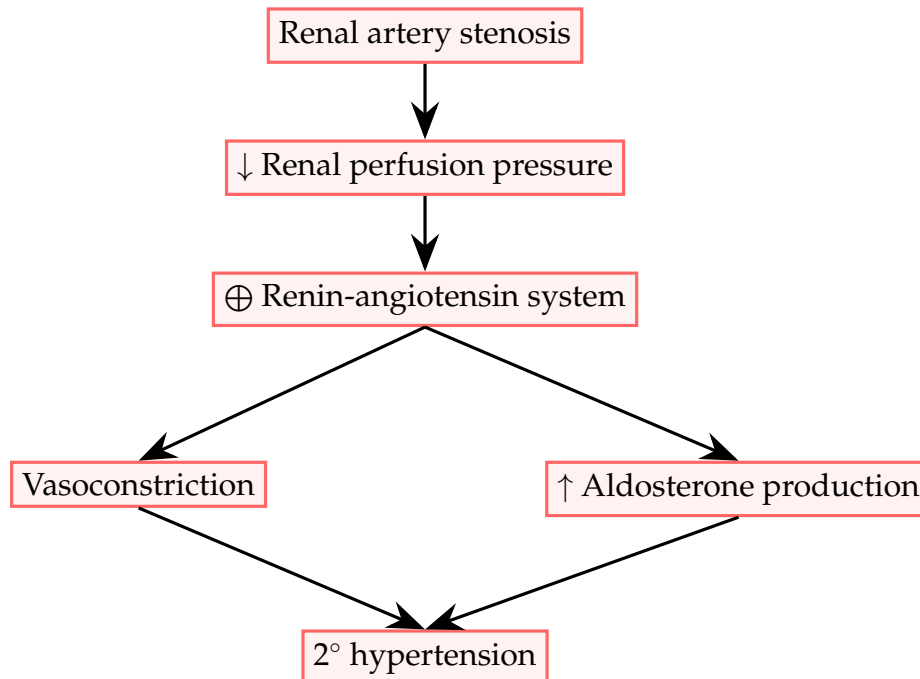 Renal artery stenosis
↓ Renal perfusion pressure
⊕ Renin-angiotensin system
Vasoconstriction
↑ Aldosterone production
2° hypertension